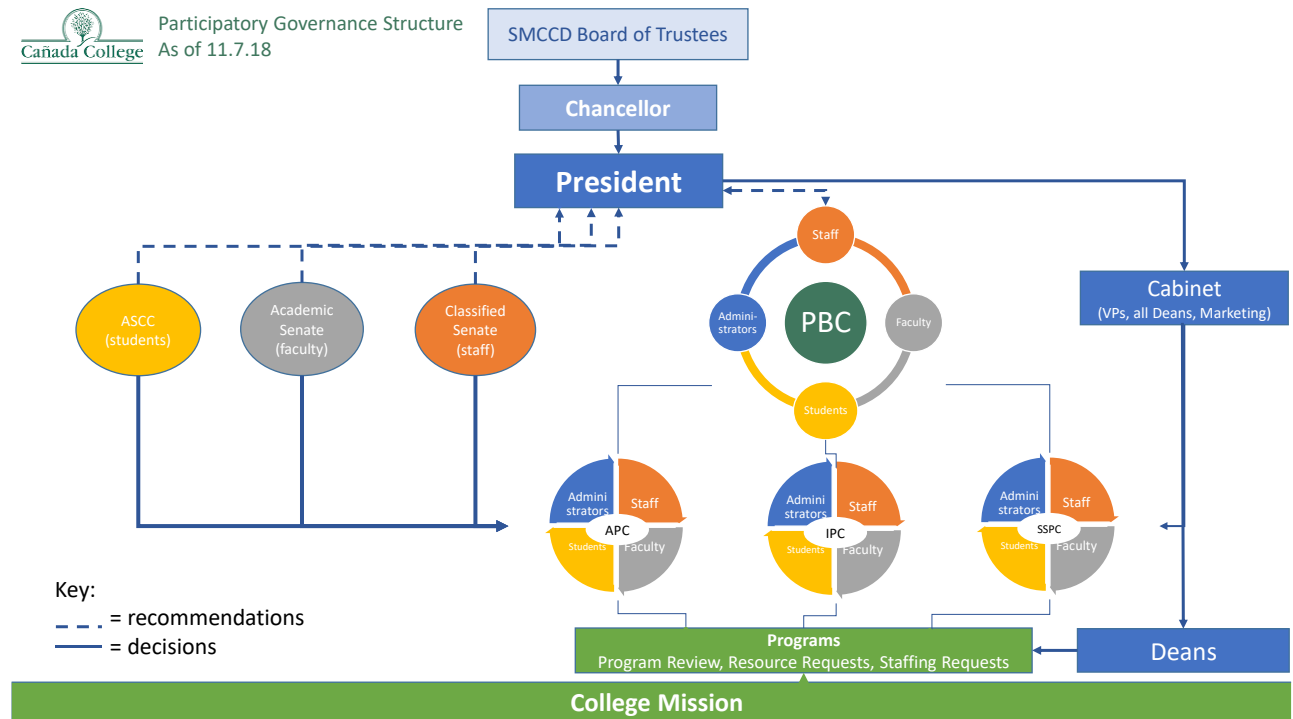 Cañada College
Participatory Governance Structure
As of 11.7.18
SMCCD Board of Trustees
Chancellor
President
ASCC
(students)
Academic
Senate
(faculty)
Classified
Senate
(staff)
Staff
Admini-
strators
PBC
Faculty
Students
Cabinet
(VPs, all Deans, Marketing)
Admini
strators
Staff
APC
Students
Faculty
Admini
strators
Staff
IPC
Students
Faculty
Admini
strators
Staff
SSPC
Students
Faculty
Key:
= recommendations
= decisions
Programs
Program Review, Resource Requests, Staffing Requests
Deans
College Mission